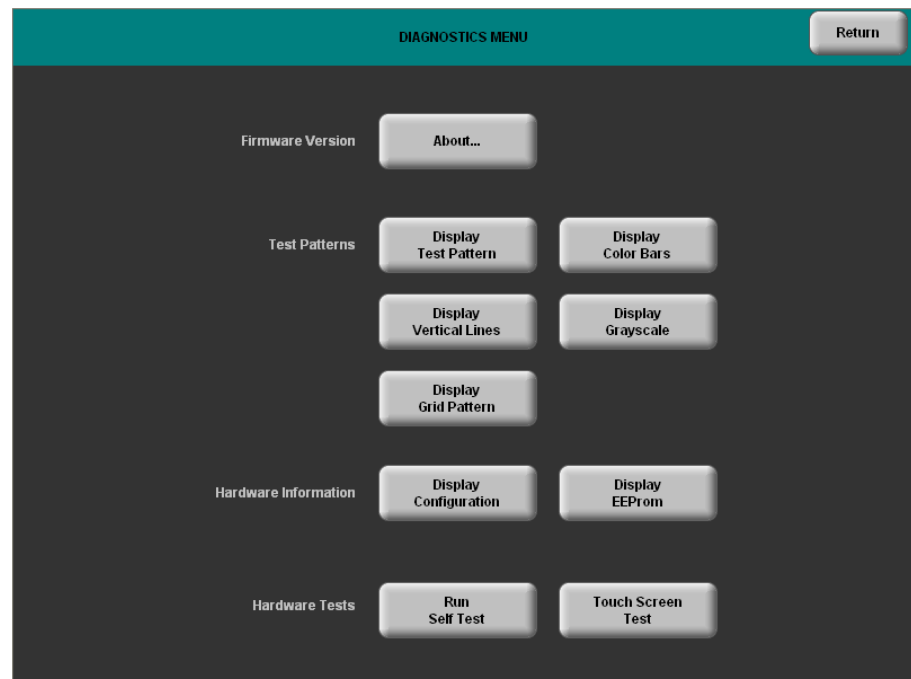 DIAGNOSTICS MENU
Return
Firmware Version
About...
Test Patterns
Display
Test Pattern
Display
Color Bars
Display
Vertical Lines
Display
Grayscale
Display
Grid Pattern
Hardware Information
Display
Configuration
Display
EEProm
Hardware Tests
Run
Self Test
Touch Screen
Test